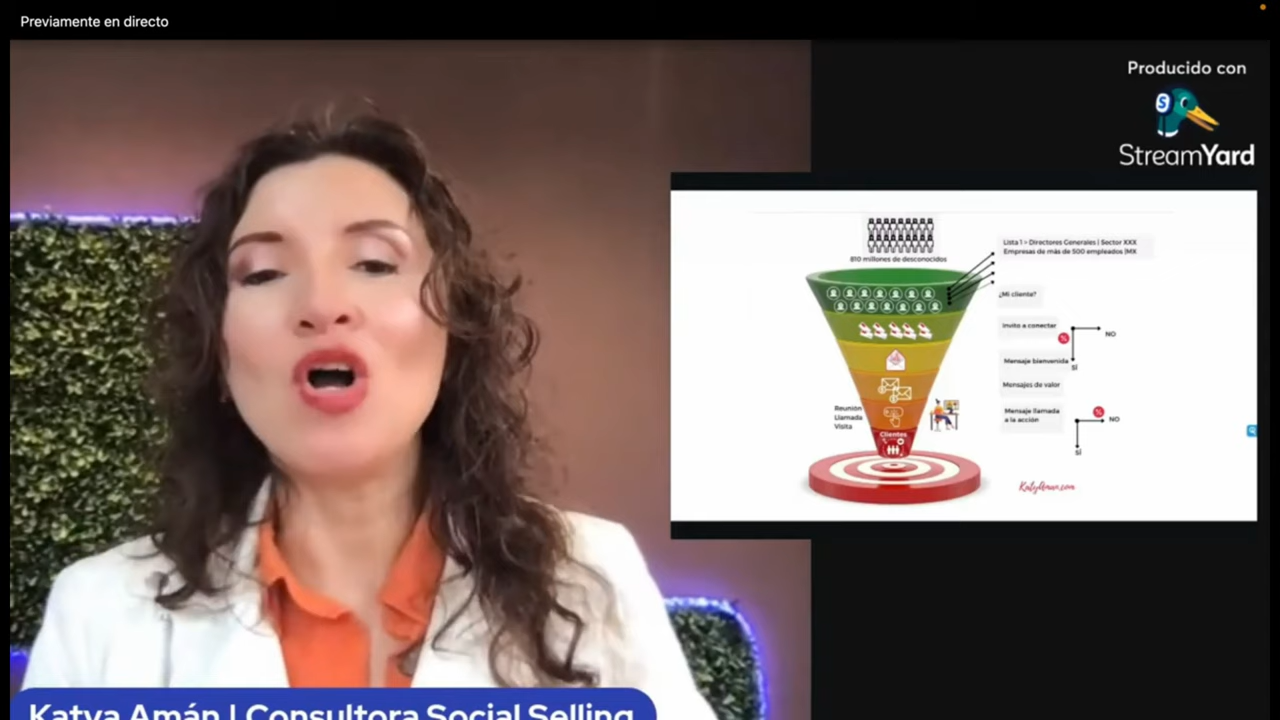 Previamente en directo
Producido con
S
StreamYard
810 millones de desconocidos
Lista 1 > Directores Generales | Sector XXX
Empresas de más de 500 empleados |MX
¿Mi cliente?
Invito a conectar
NO
%
Mensaje bienvenida
SÍ
Mensajes de valor
Reunión
Llamada
Visita
Mensaje llamada
a la acción
%
NO
SÍ
Clientes
KatyAman.com
Katya Amán | Consultora Social Selling